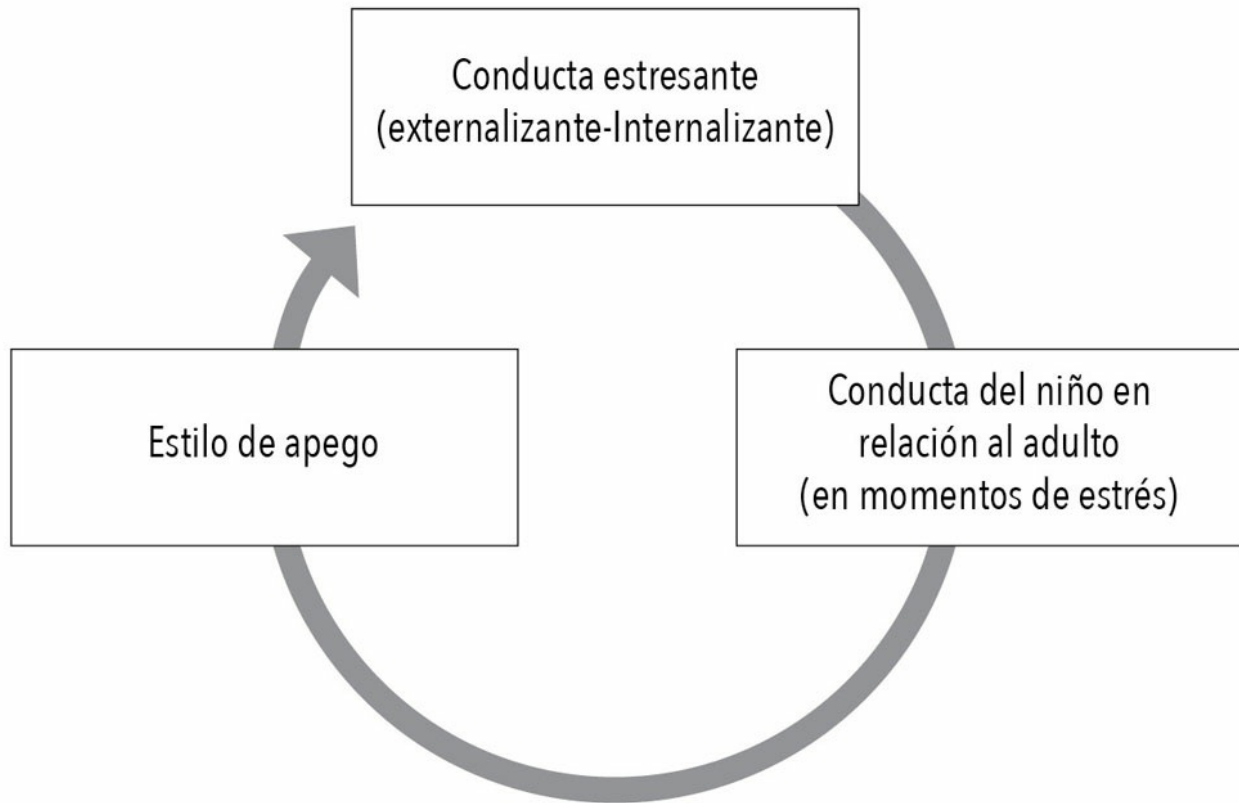 Conducta estresante
(externalizante-Internalizante)
Estilo de apego
Conducta del niño en
relación al adulto
(en momentos de estrés)